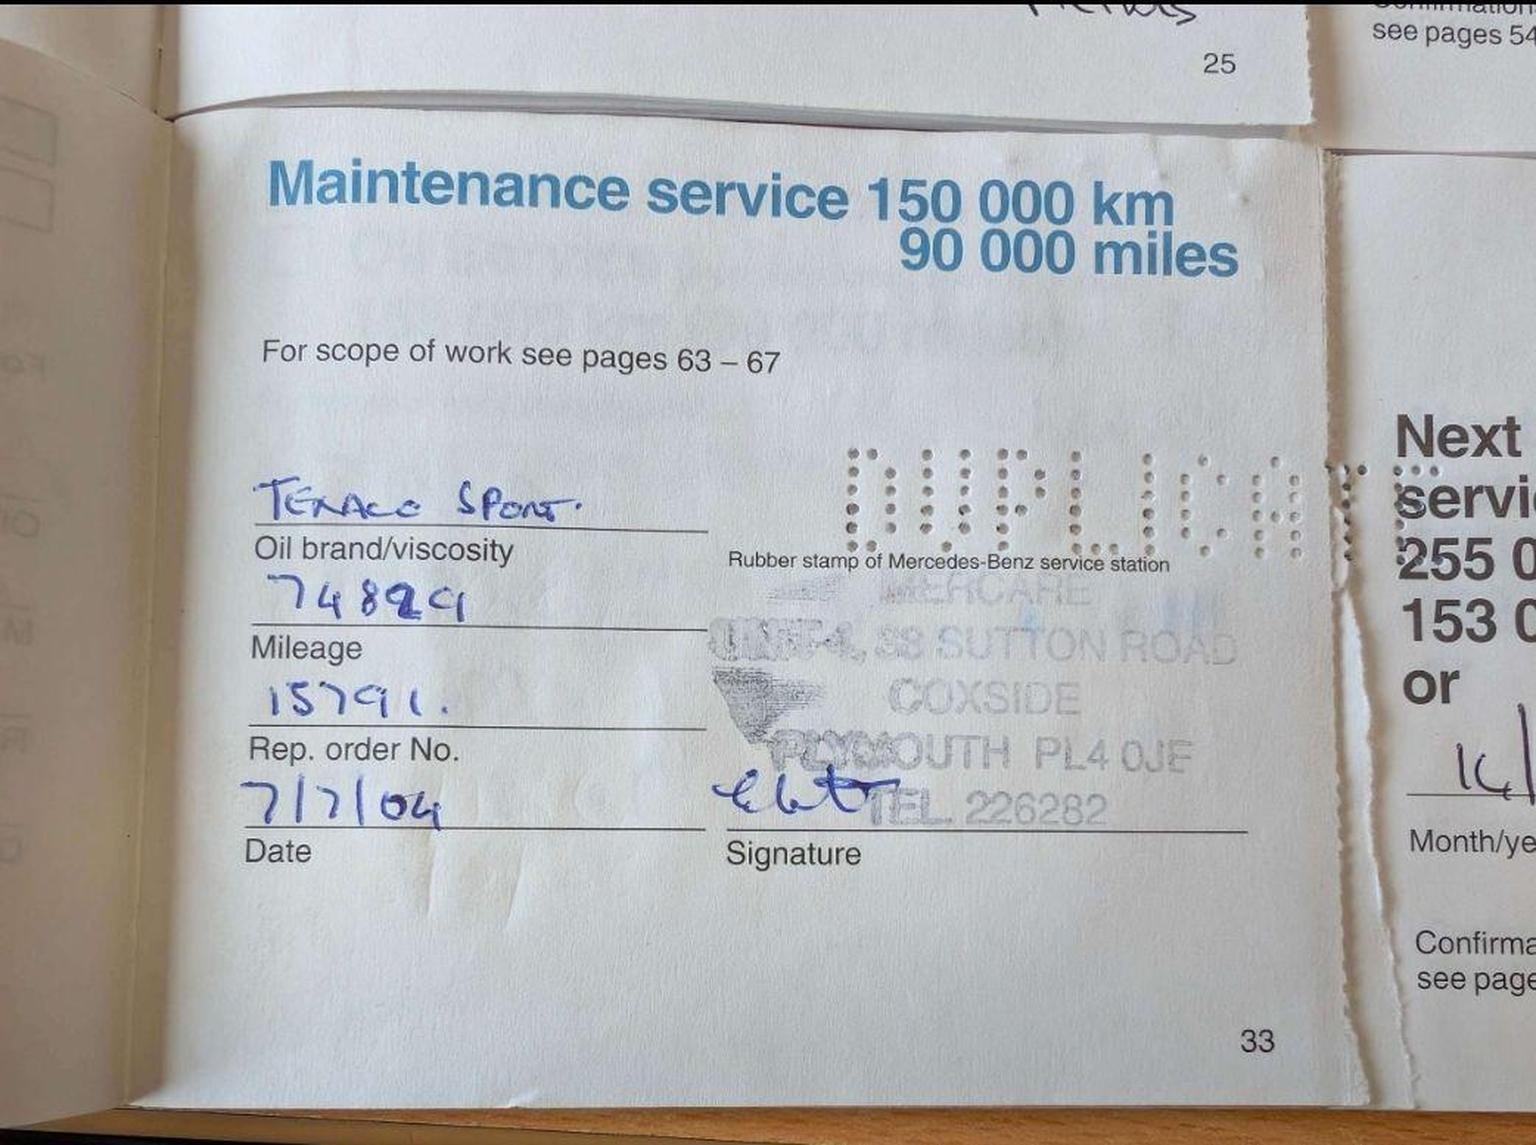 25
see pages 54
Maintenance service 150 000 km
90 000 miles
For scope of work see pages 63 – 67
DUPLICATE
TEXACO SPORT.
Oil brand/viscosity
Rubber stamp of Mercedes-Benz service station
MERCARE
38 SUTTON ROAD
COXSIDE
PLYMOUTH PL4 0JE
TEL. 226282
Mileage
15791.
Rep. order No.
7/7/04
Date
Signature
33
Next
servi
255 0
153 0
or
Month/ye
Confirma
see page